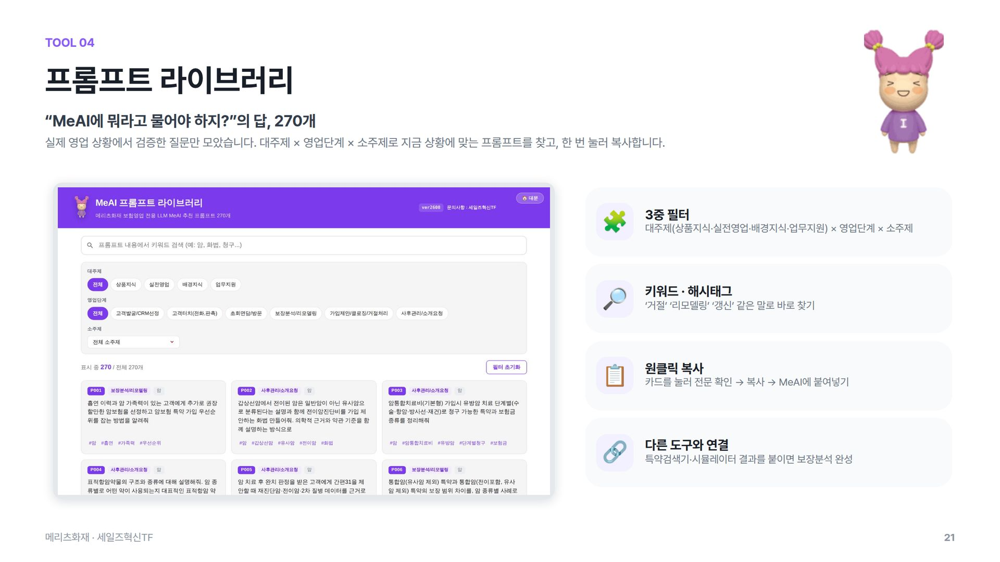 TOOL 04
프롬프트 라이브러리
“MeAI에 뭐라고 물어야 하지?”의 답, 270개
실제 영업 상황에서 검증한 질문만 모았습니다. 대주제 × 영업단계 × 소주제로 지금 상황에 맞는 프롬프트를 찾고, 한 번 눌러 복사합니다.
I
MeAI 프롬프트 라이브러리
메리츠화재 보험영업 전용 LLM MeAI 추천 프롬프트 270개
ver2608 문의사항 : 세일즈혁신TF
대문
프롬프트 내용에서 키워드 검색 (예: 암, 화법, 청구...)
대주제
전체 상품지식 실전영업 배경지식 업무지원
영업단계
전체 고객발굴/CRM선정 고객터치(전화,판촉) 초회면담/방문 보장분석/리모델링 가입제안/클로징/거절처리 사후관리/소개요청
소주제
전체 소주제
표시 중 270 / 전체 270개
필터 초기화
P001 보장분석/리모델링 암
흡연 이력과 암 가족력이 있는 고객에게 추가로 권장
할만한 암보험을 선정하고 암보험 특약 가입 우선순
위를 잡는 방법을 알려줘
#암 #흡연 #가족력 #우선순위
P002 사후관리/소개요청 암
갑상선암에서 전이된 암은 일반암이 아닌 유사암으
로 분류된다는 설명과 함께 전이암진단비를 가입 제
안하는 화법 만들어줘. 의학적 근거와 약관 기준을 함
께 설명하는 방식으로
#암 #갑상선암 #유사암 #전이암 #화법
P003 사후관리/소개요청 암
암통합치료비(기본형) 가입시 유방암 치료 단계별(수
술·항암·방사선·재건)로 청구 가능한 특약과 보험금
종류를 정리해줘
#암 #암통합치료비 #유방암 #단계별청구 #보험금
P004 사후관리/소개요청 암
표적항암약물의 구조와 종류에 대해 설명해줘. 암 종
류별로 어떤 약이 사용되는지 대표적인 표적항암 약
P005 사후관리/소개요청 암
암 치료 후 완치 판정을 받은 고객에게 간편31을 제
안할 때 재진단암·전이암·2차 질병 데이터를 근거로
P006 보장분석/리모델링 암
통합암(유사암 제외) 특약과 통합암(전이포함, 유사
암 제외) 특약의 보장 범위 차이를, 암 종류별 사례로
3중 필터
대주제(상품지식·실전영업·배경지식·업무지원) × 영업단계 × 소주제
키워드 · 해시태그
‘거절’ ‘리모델링’ ‘갱신’ 같은 말로 바로 찾기
원클릭 복사
카드를 눌러 전문 확인 → 복사 → MeAI에 붙여넣기
다른 도구와 연결
특약검색기·시뮬레이터 결과를 붙이면 보장분석 완성
메리츠화재 · 세일즈혁신TF
21